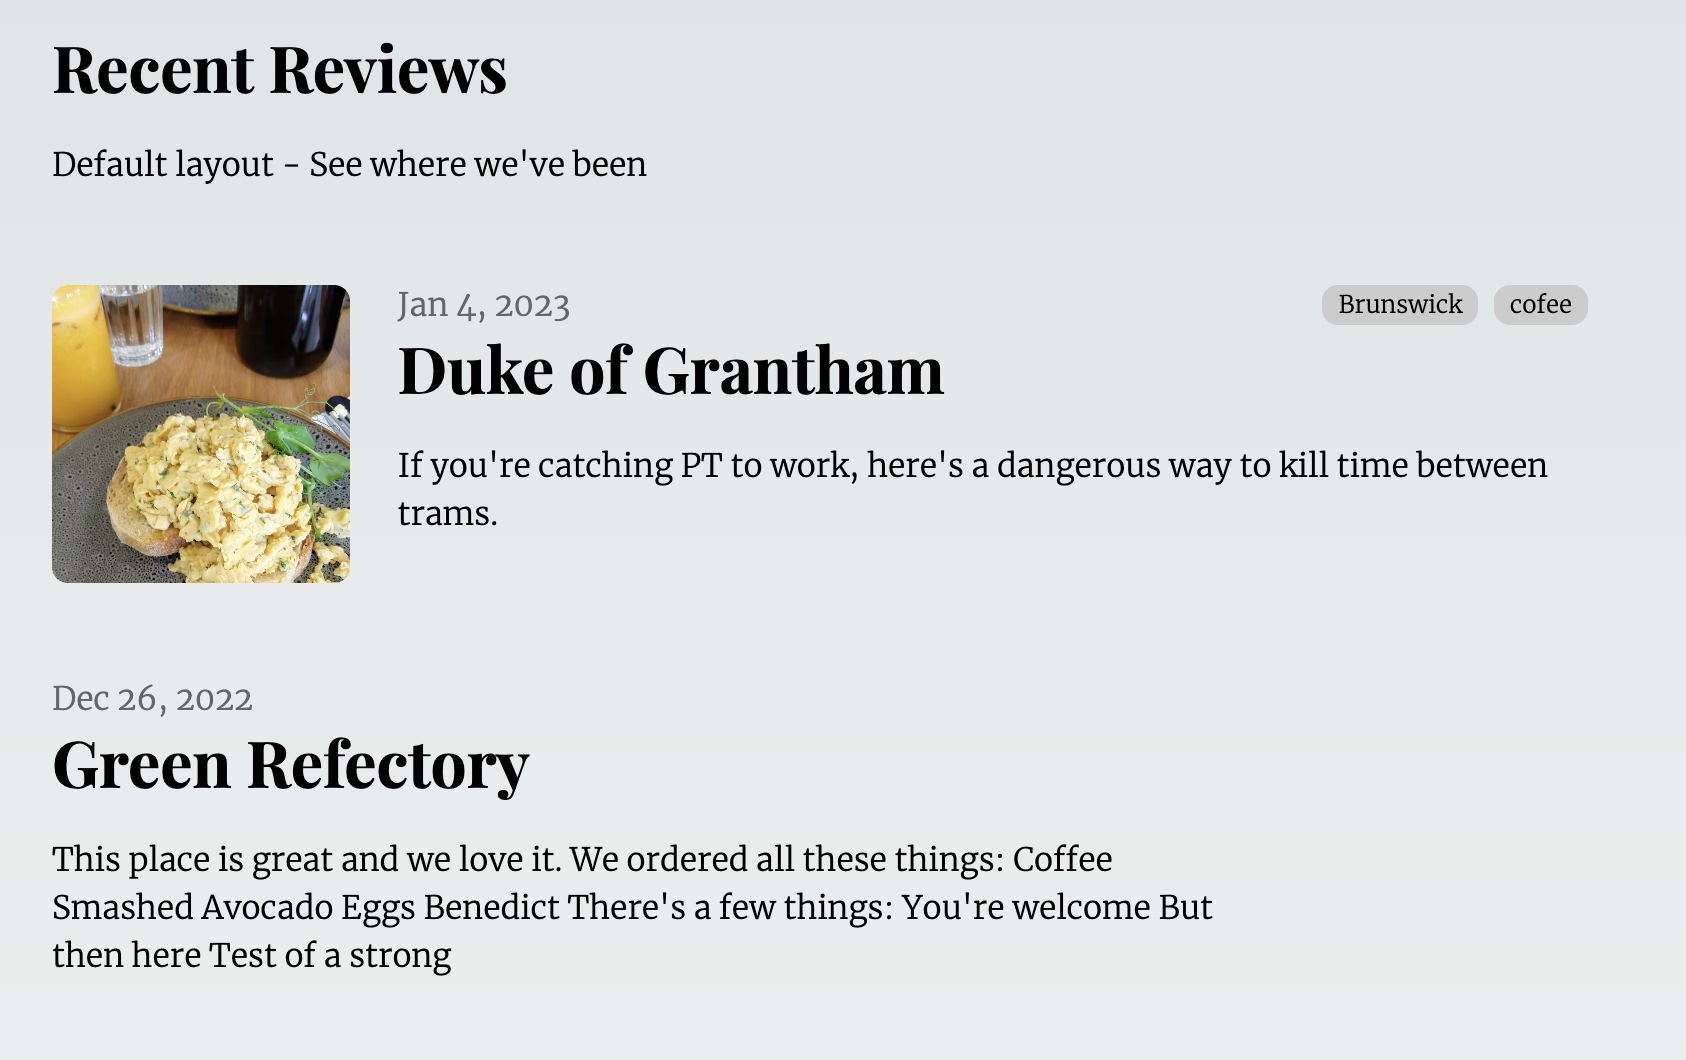 Recent Reviews
Default layout - See where we've been
Jan 4, 2023
Brunswick
cofee
Duke of Grantham
If you're catching PT to work, here's a dangerous way to kill time between
trams.
Dec 26, 2022
Green Refectory
This place is great and we love it. We ordered all these things: Coffee
Smashed Avocado Eggs Benedict There's a few things: You're welcome But
then here Test of a strong